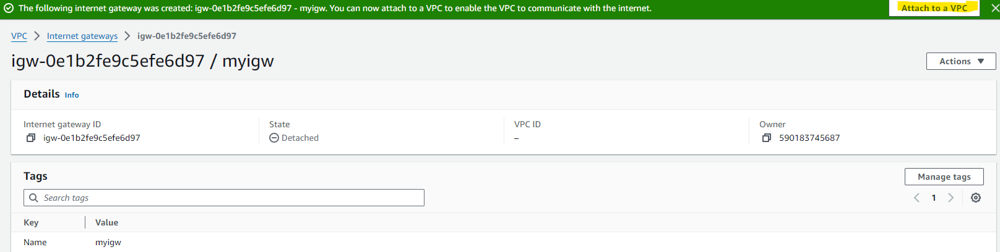 The following internet gateway was created: igw-0e1b2fe9c5efe6d97 - myigw. You can now attach to a VPC to enable the VPC to communicate with the internet. Attach to a VPC
VPC Internet gateways igw-0e1b2fe9c5efe6d97
igw-0e1b2fe9c5efe6d97 / myigw Actions
Details Info
Internet gateway ID State VPC ID Owner
igw-0e1b2fe9c5efe6d97 Detached – 590183745687
Tags Manage tags
Search tags 1
Key Value
Name myigw